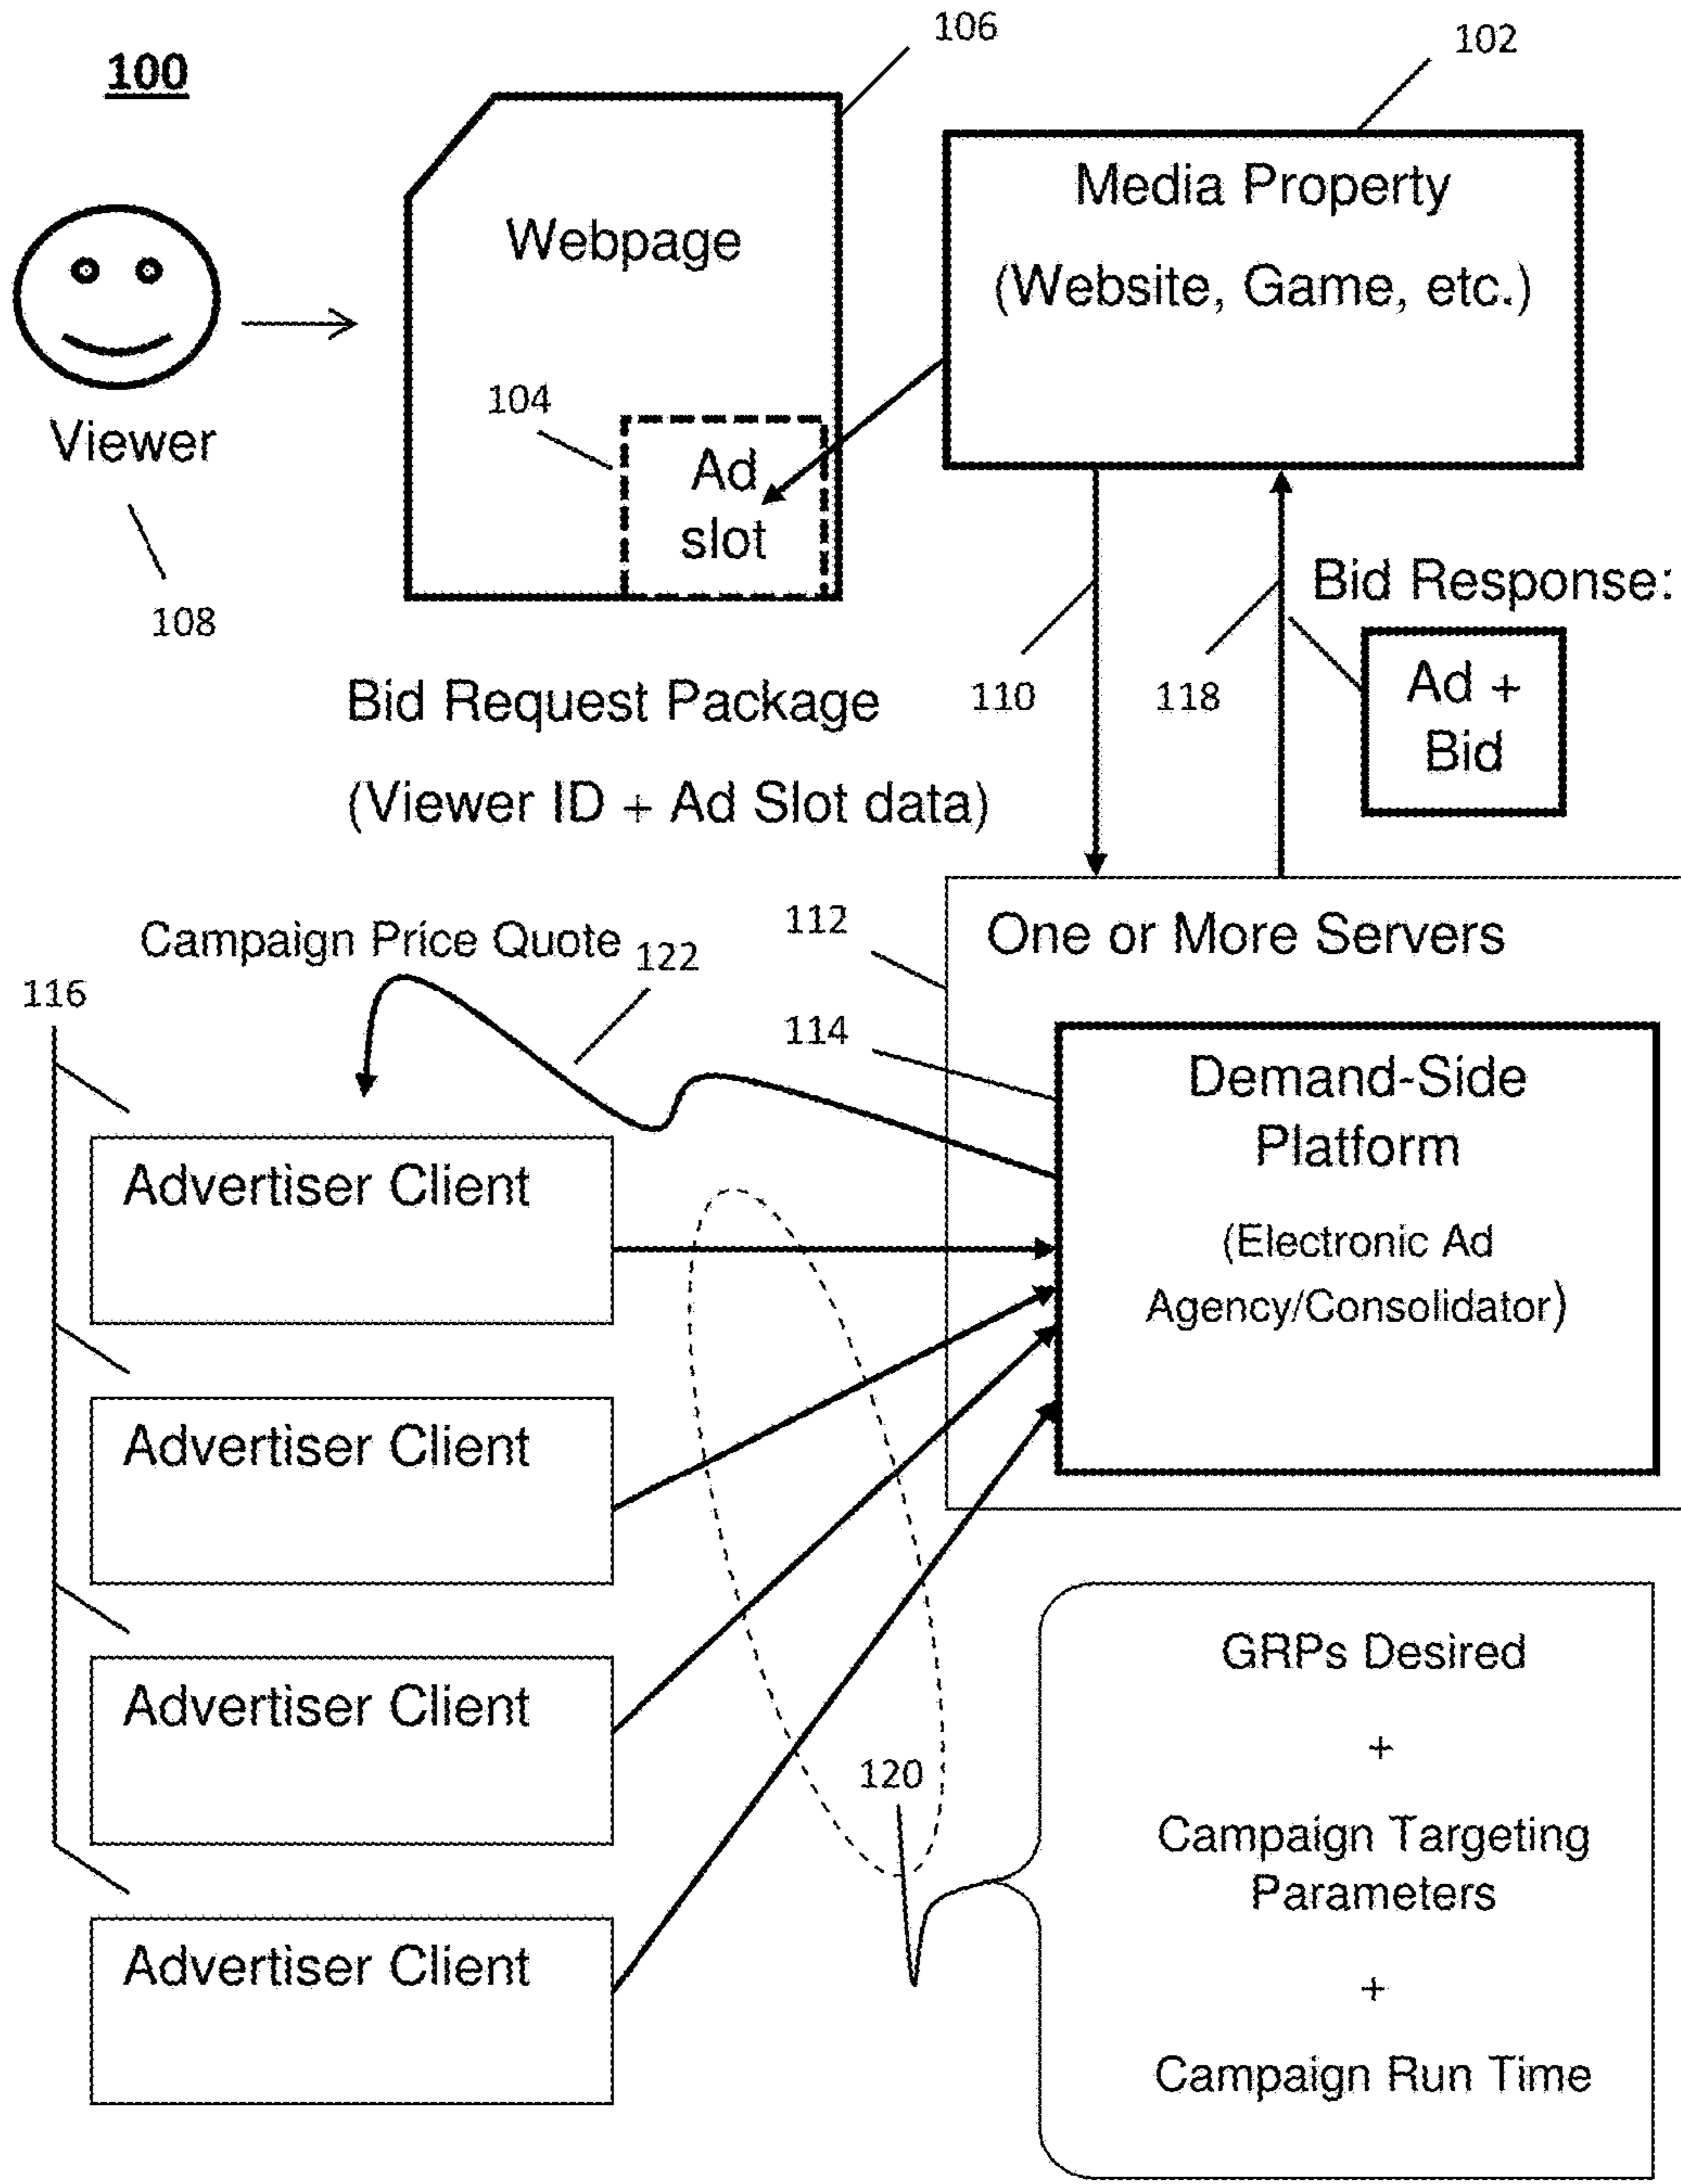 100
106
102
Webpage
Media Property
(Website, Game, etc.)
Viewer
108
104
Ad
slot
Bid Request Package
(Viewer ID + Ad Slot data)
110
118
Bid Response:
Ad +
Bid
Campaign Price Quote
122
112
One or More Servers
114
Demand-Side
Platform
(Electronic Ad
Agency/Consolidator)
116
Advertiser Client
Advertiser Client
Advertiser Client
Advertiser Client
120
GRPs Desired
+
Campaign Targeting
Parameters
+
Campaign Run Time